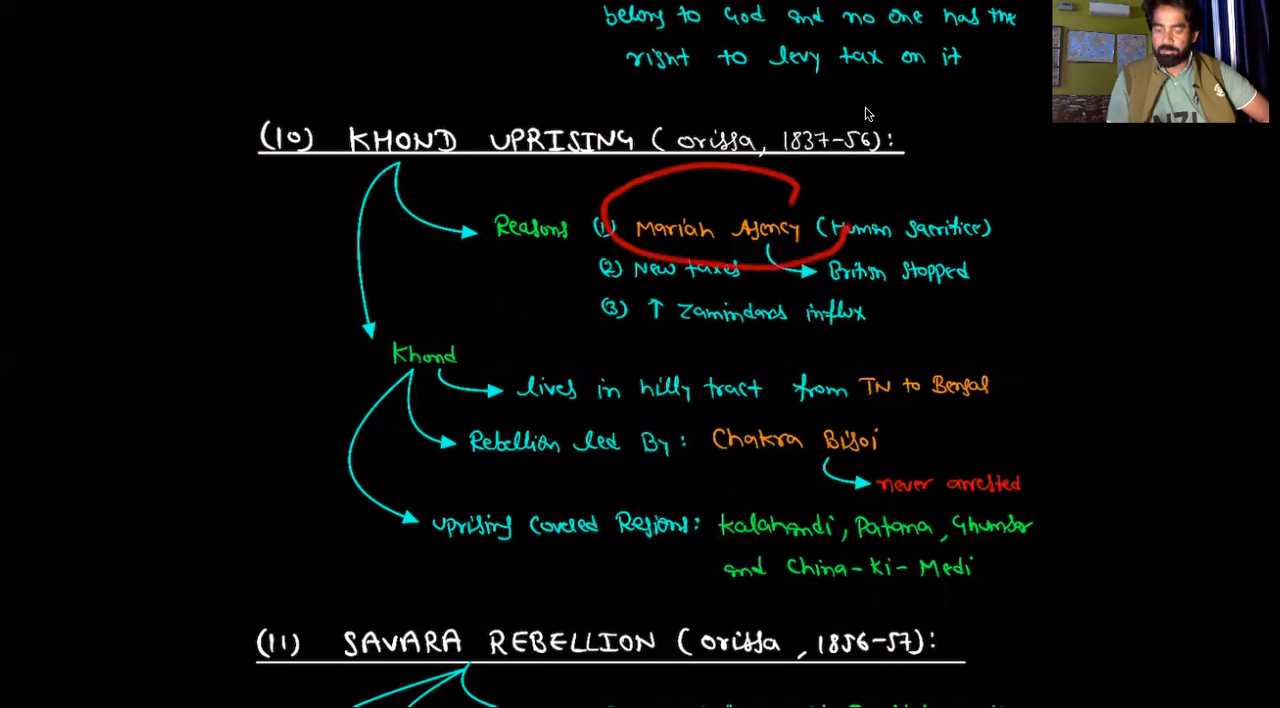 belong to God and no one has the
right to levy tax on it
(10) KHOND UPRISING (orissa, 1837-56):
Reasons (1) Mariah Agency (Human sacrifice)
(2) New taxes → British stopped
(3) ↑ Zamindars influx
Khond
lives in hilly tract from TN to Bengal
Rebellion led By: Chakra Bisoi
never arrested
uprising Covered Regions: Kalahandi, Patana, Ghumsar
and China-Ki-Medi
(11) SAVARA REBELLION (orissa, 1856-57):